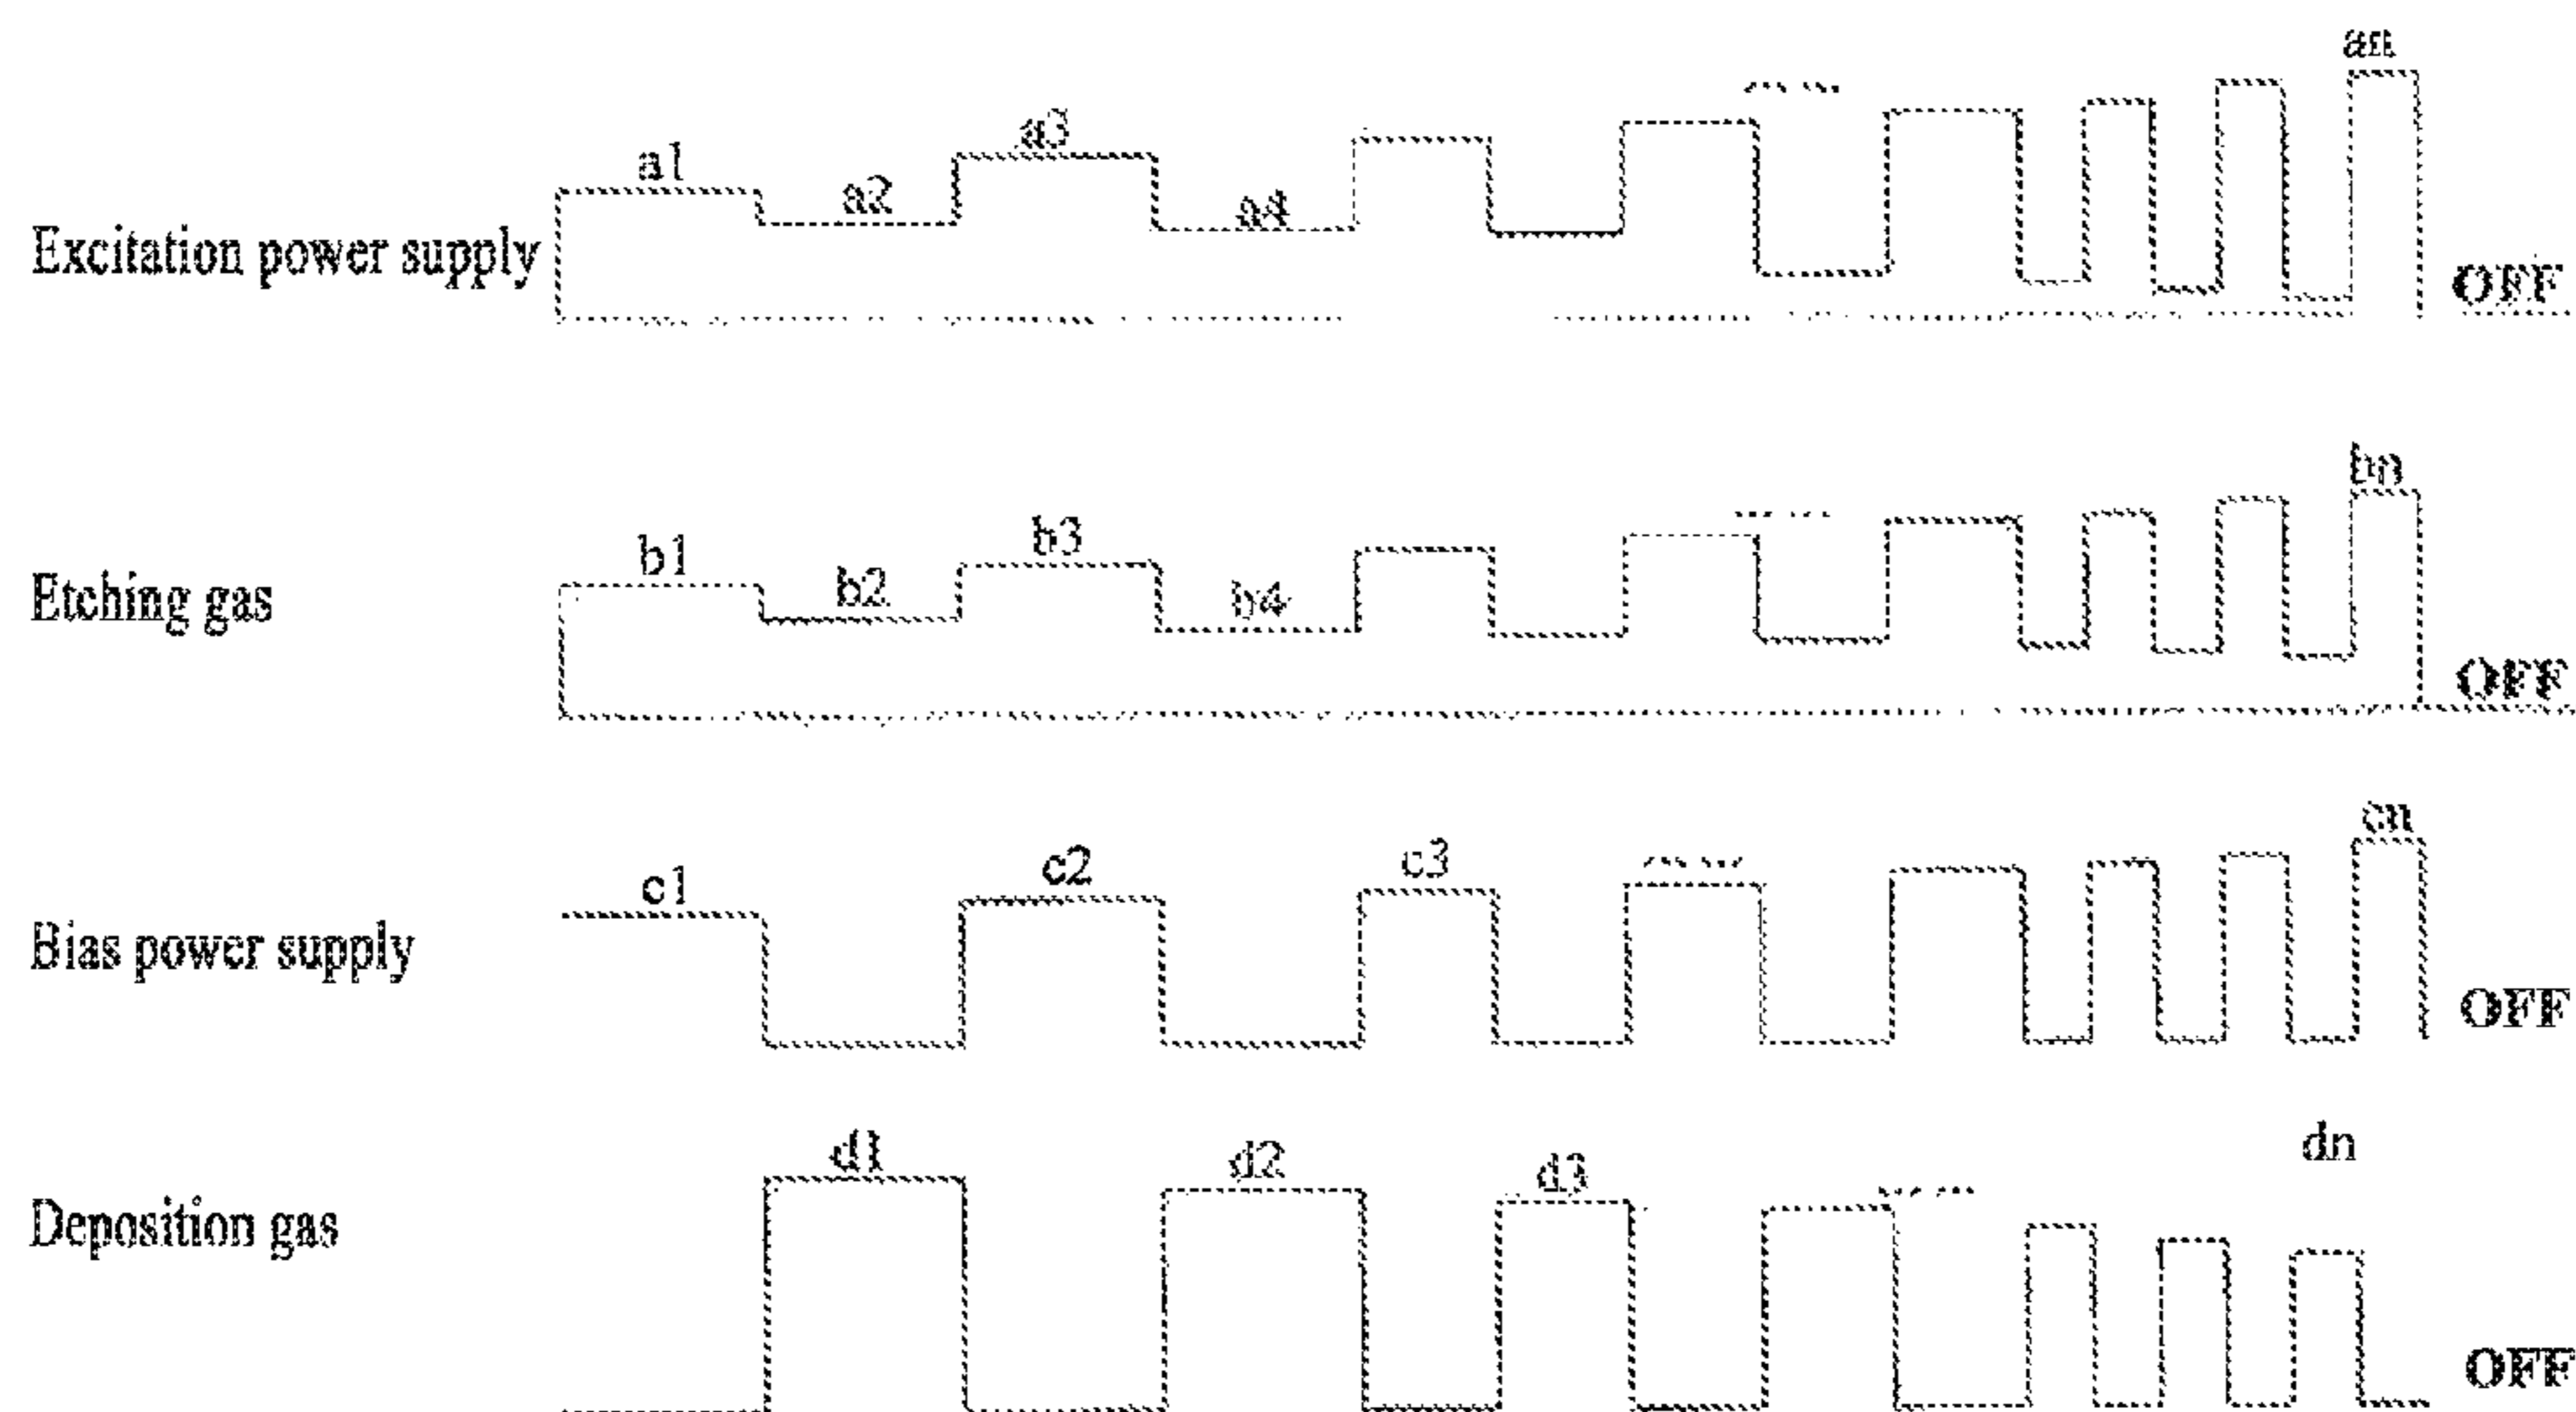 an
a3
a1
a2
a4
Excitation power supply
OFF
bn
b3
b1
b2
b4
Etching gas
OFF
cn
c3
c2
c1
Bias power supply
OFF
d1
dn
d2
d3
Deposition gas
OFF